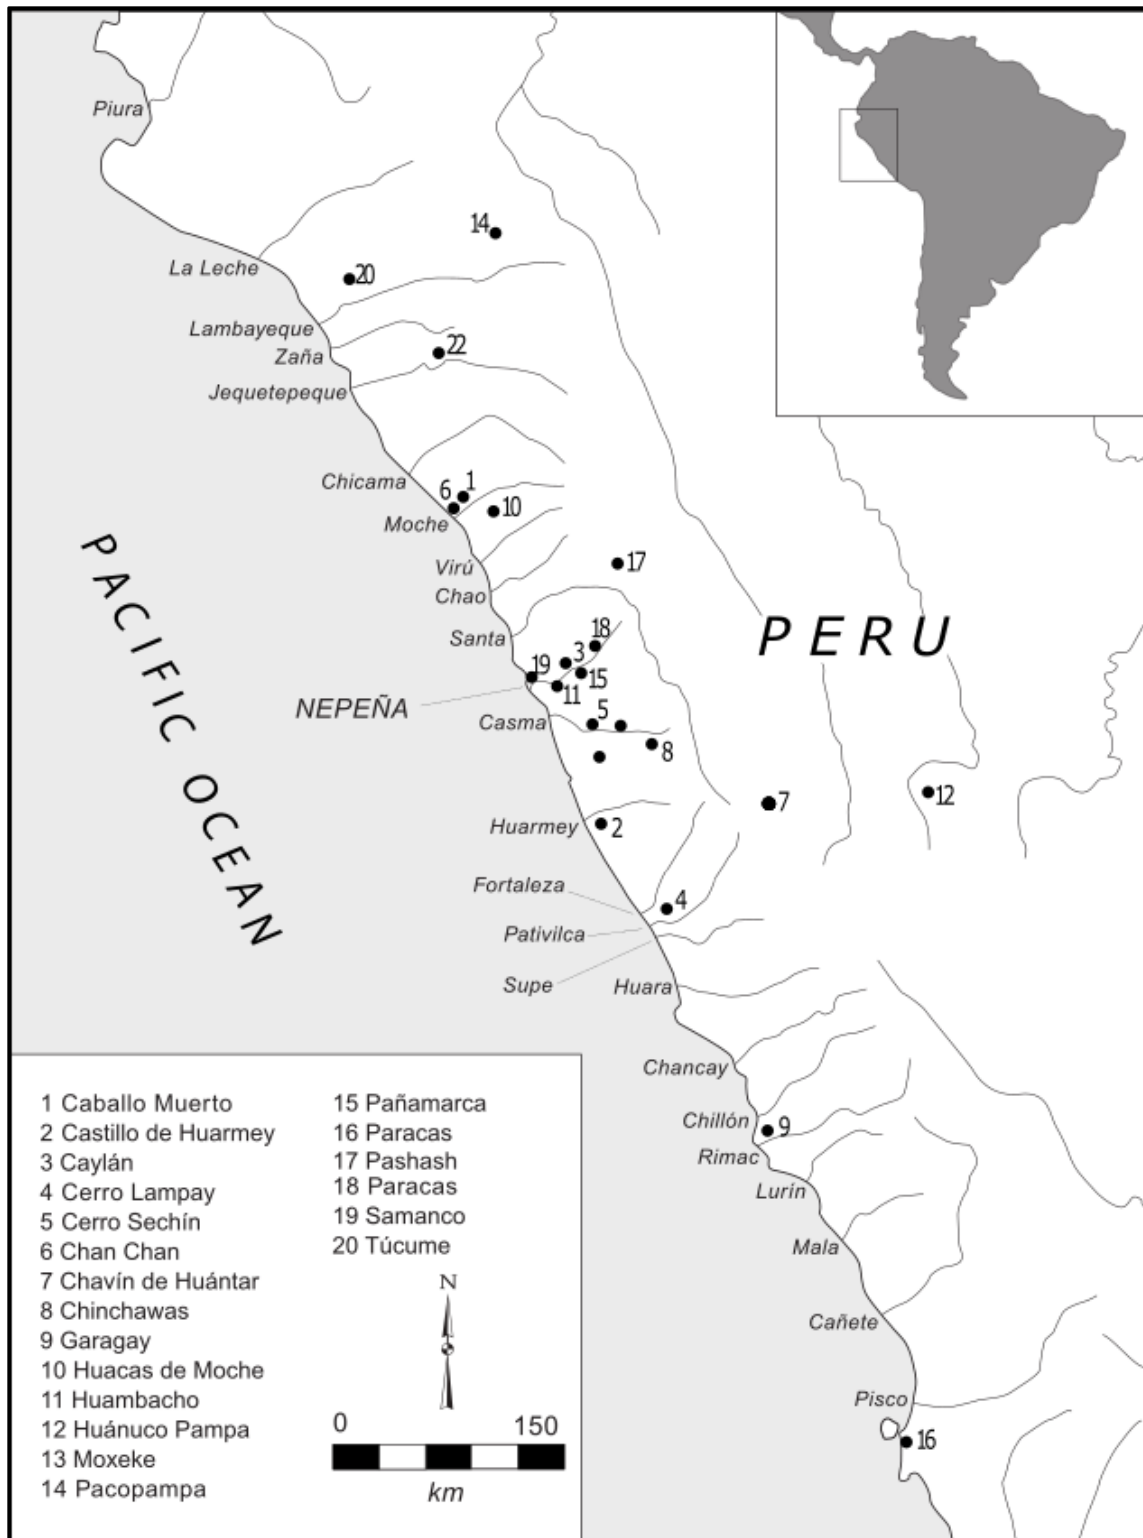 Piura
14
La Leche
20
Lambayeque
22
Zaña
Jequetepeque
Chicama
1
6
10
Moche
Virú
17
Chao
PACIFIC OCEAN
PERU
Santa
18
3
19
15
11
NEPEÑA
5
Casma
8
7
12
Huarmey
2
Fortaleza
4
Pativilca
Supe
Huara
Chancay
Chillón
9
Rimac
Lurín
Mala
Cañete
Pisco
16
1 Caballo Muerto
2 Castillo de Huarmey
3 Caylán
4 Cerro Lampay
5 Cerro Sechín
6 Chan Chan
7 Chavín de Huántar
8 Chinchawas
9 Garagay
10 Huacas de Moche
11 Huambacho
12 Huánuco Pampa
13 Moxeke
14 Pacopampa
15 Pañamarca
16 Paracas
17 Pashash
18 Paracas
19 Samanco
20 Túcume
N
0 150
km